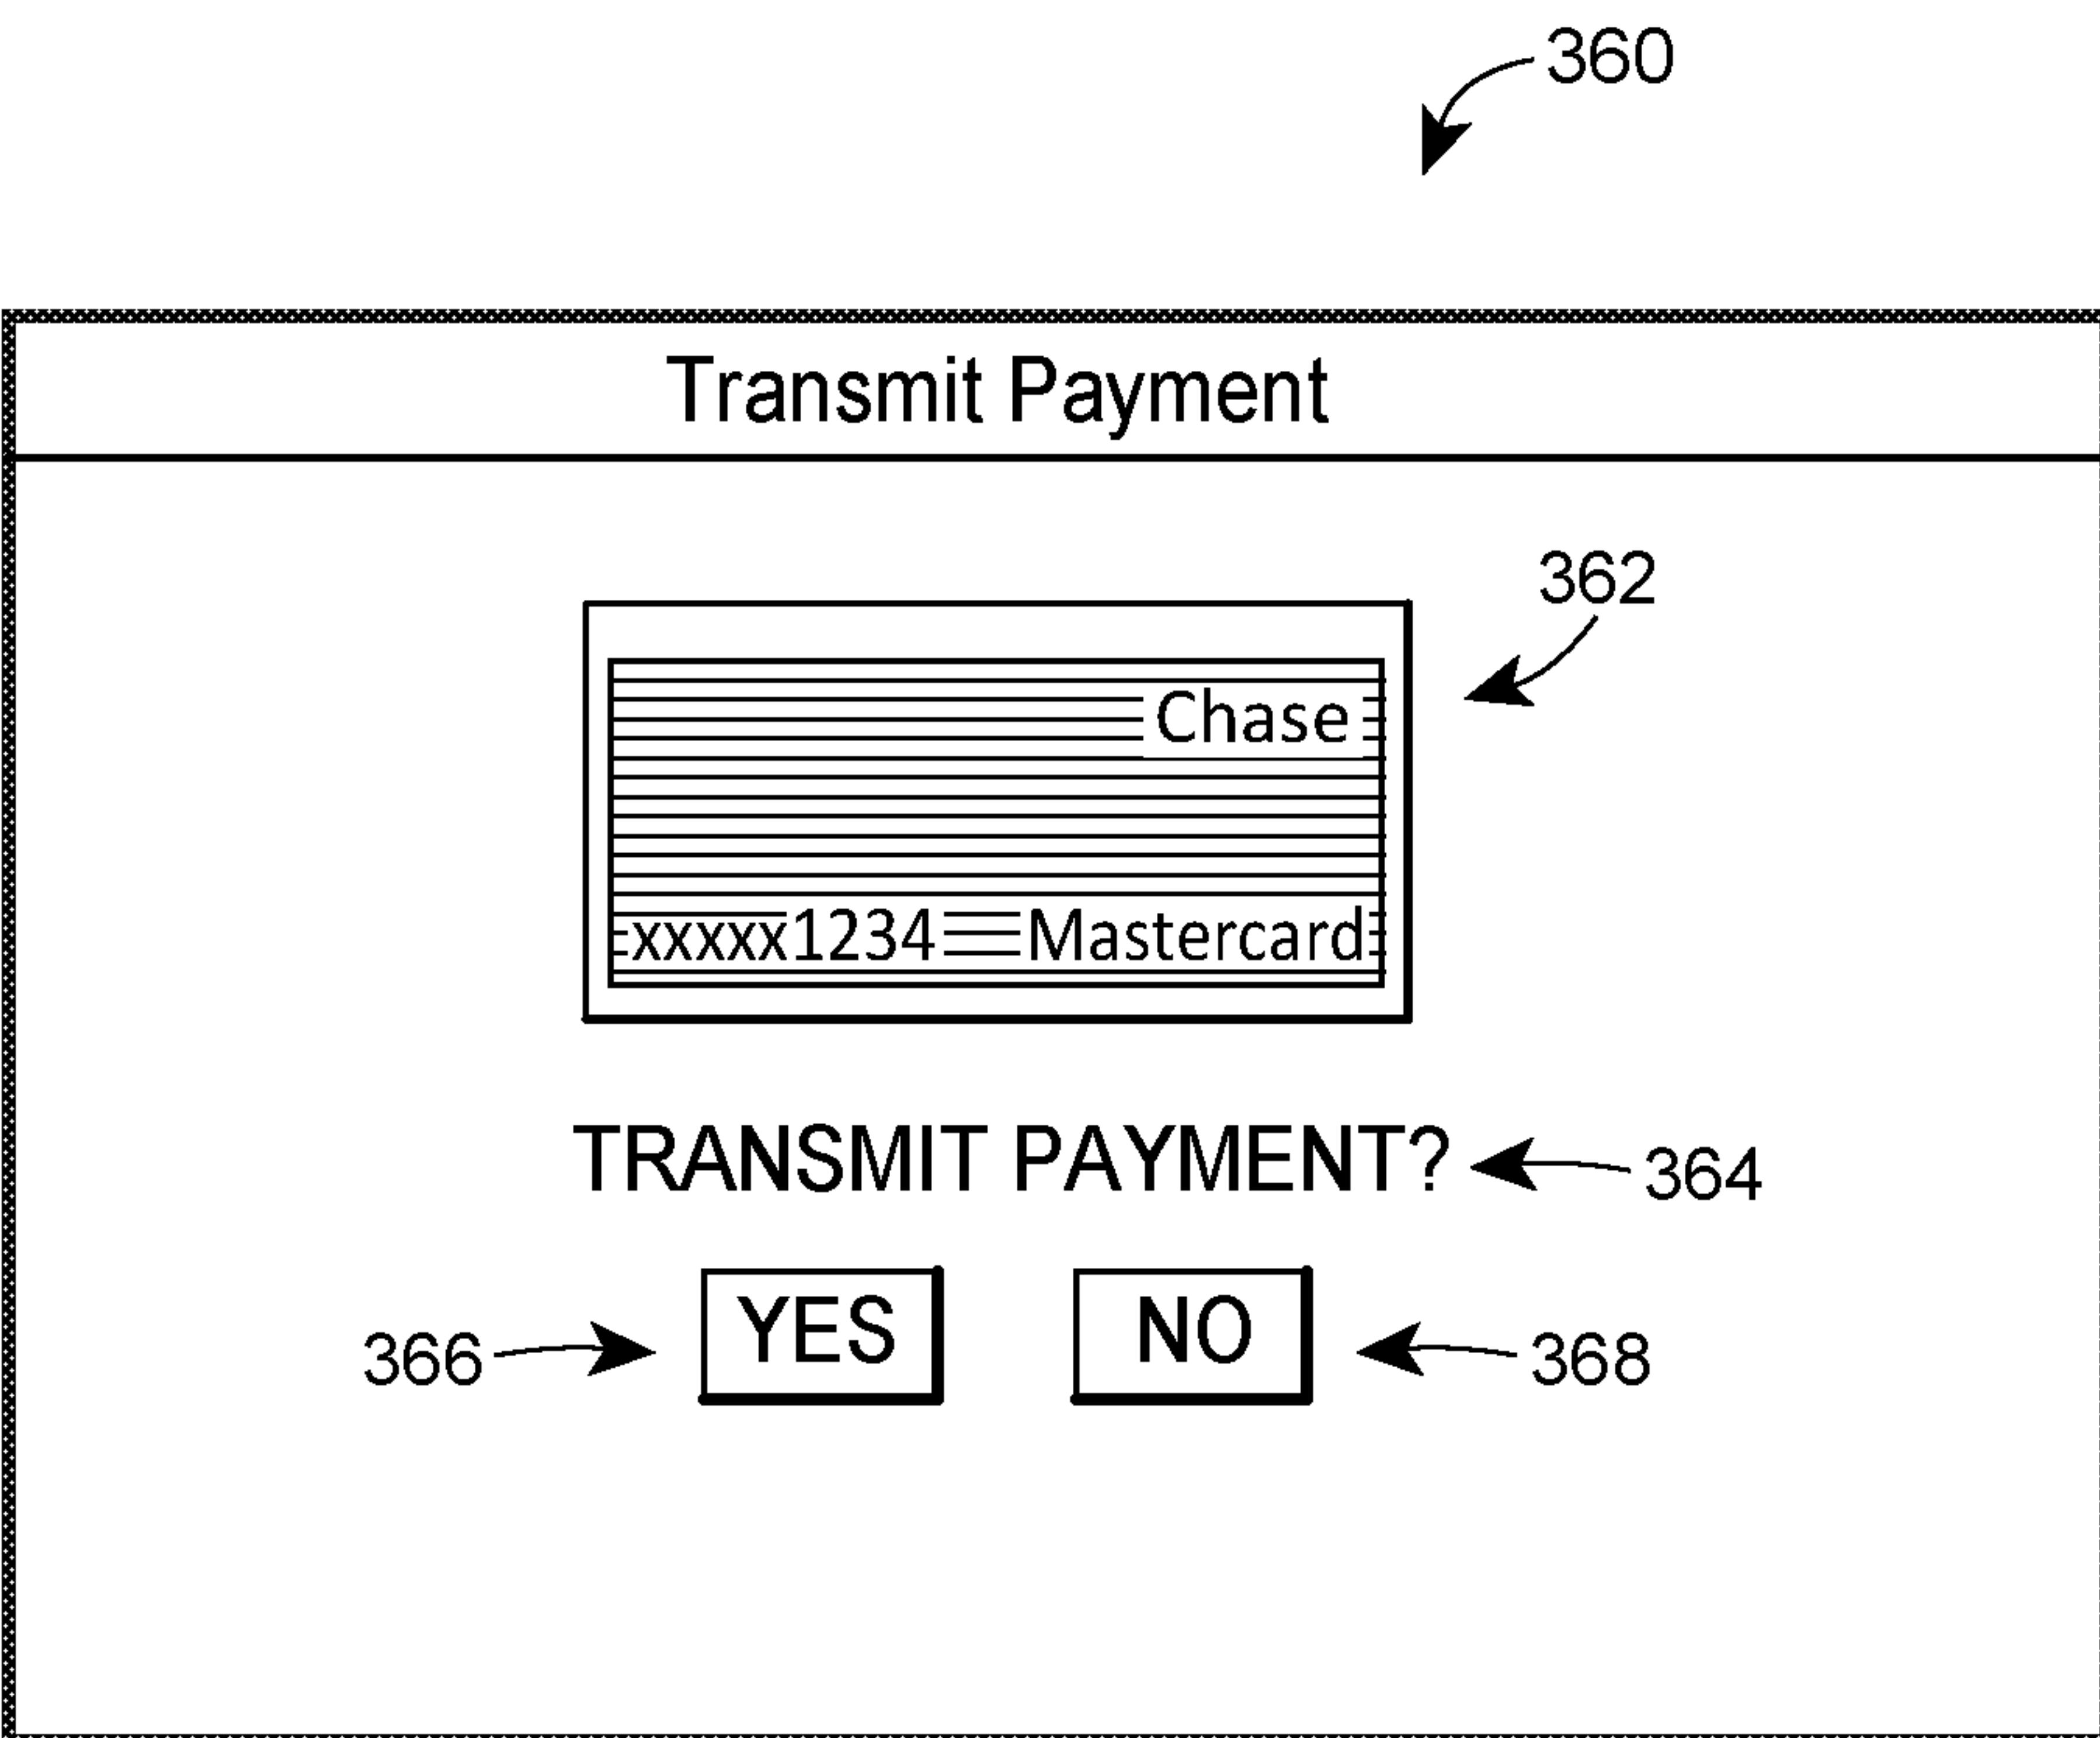 360
Transmit Payment
362
Chase
xxxxx1234 Mastercard
TRANSMIT PAYMENT?
364
366
YES
NO
368